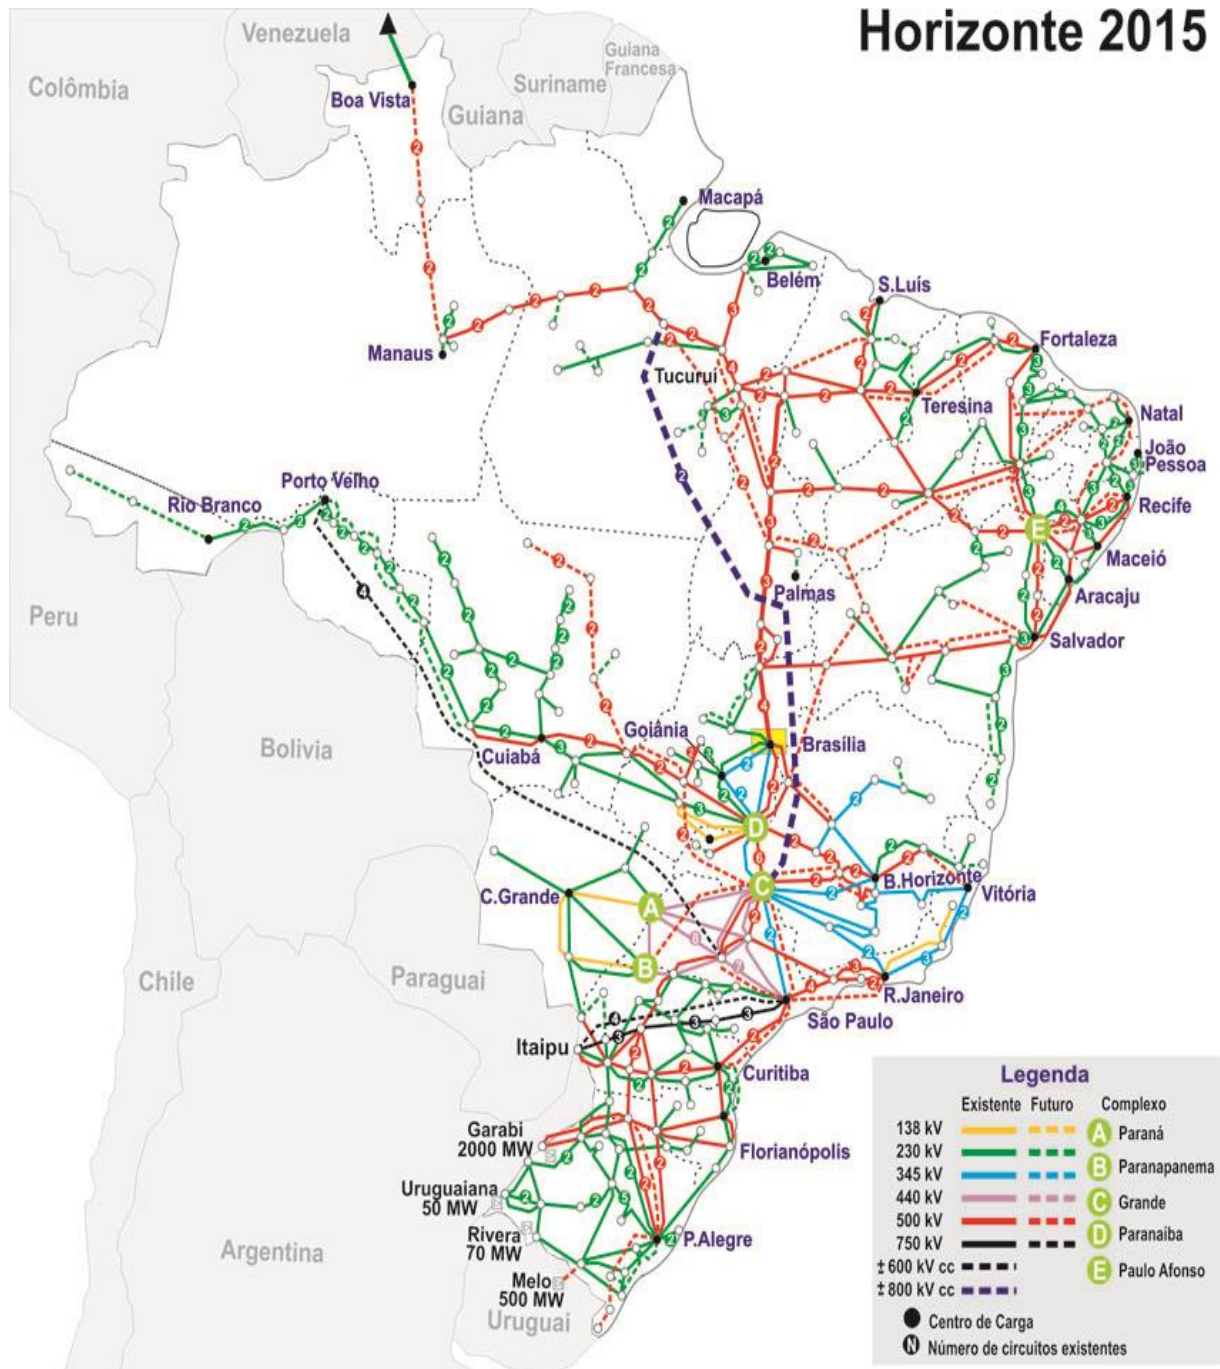 Horizonte 2015
Venezuela
Guiana
Francesa
Suriname
Colômbia
Boa Vista
Guiana
Macapá
Belém
S.Luís
Manaus
Fortaleza
Tucuruí
Teresina
Natal
João
Pessoa
Porto Velho
Rio Branco
Recife
E
Maceió
Palmas
Aracaju
Peru
Salvador
Goiânia
Brasília
Cuiabá
Bolivia
D
B.Horizonte
C
Vitória
C.Grande
A
B
Chile
Paraguai
R.Janeiro
São Paulo
Itaipu
Curitiba
Garabi
2000 MW
Florianópolis
Uruguaiana
50 MW
Rivera
70 MW
P.Alegre
Argentina
Melo
500 MW
Uruguai
Legenda
Existente Futuro Complexo
138 kV A Paraná
230 kV
345 kV B Paranapanema
440 kV C Grande
500 kV D Paranaiba
750 kV
±600 kV cc E Paulo Afonso
±800 kV cc
Centro de Carga
N Número de circuitos existentes